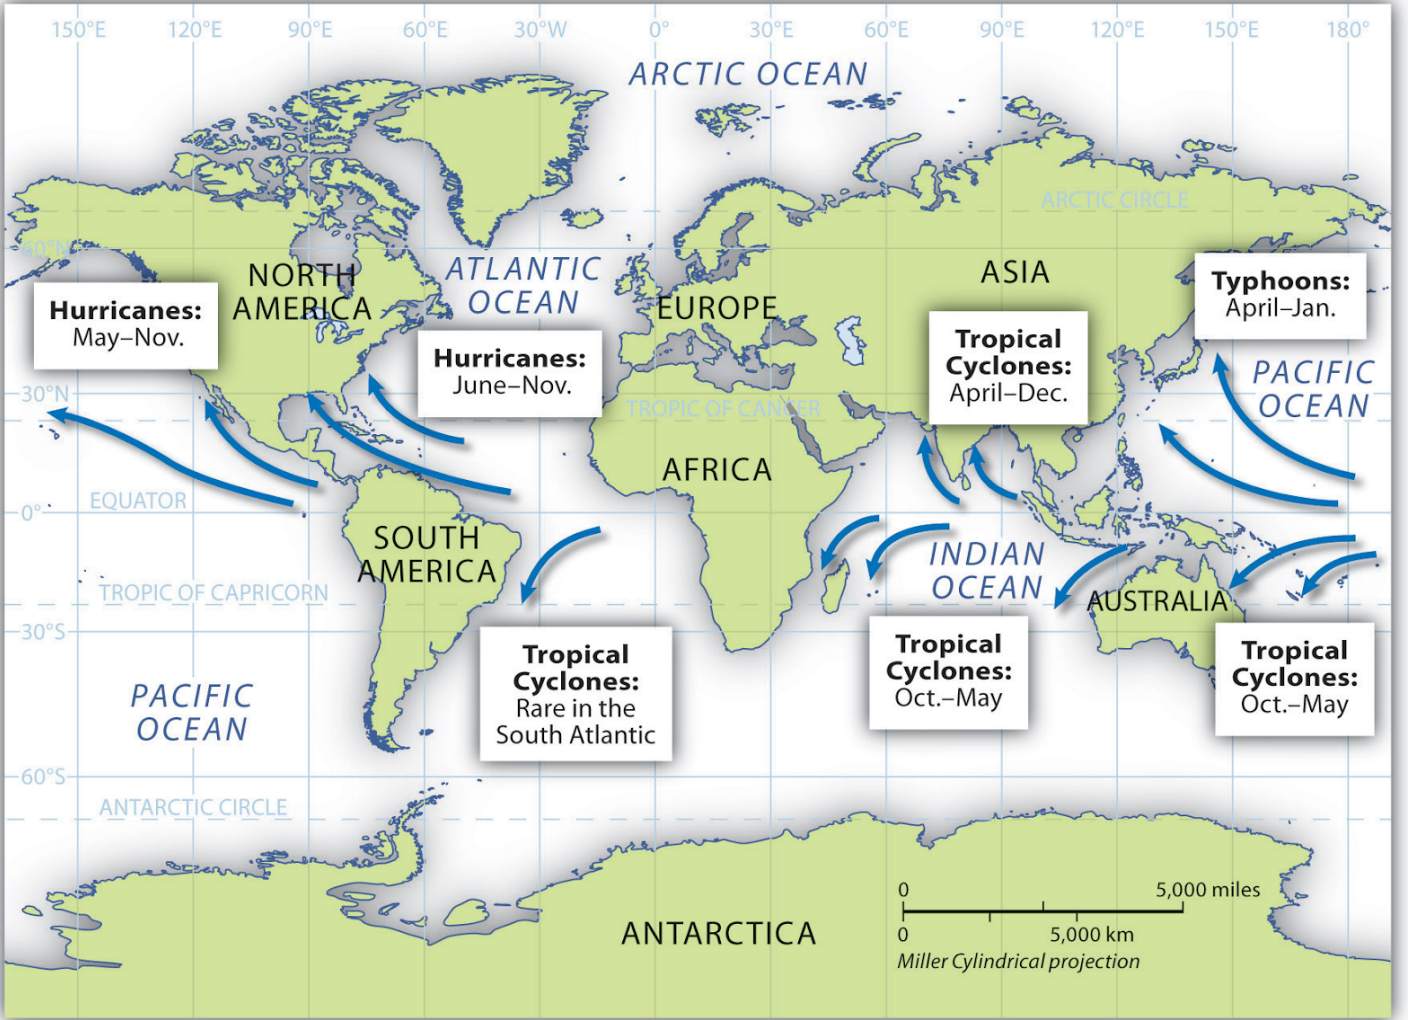 150°E 120°E 90°E 60°E 30°W 0° 30°E 60°E 90°E 120°E 150°E 180°
ARCTIC OCEAN
ARCTIC CIRCLE
60°N
NORTH
AMERICA
ATLANTIC
OCEAN
EUROPE
ASIA
Hurricanes:
May–Nov.
Hurricanes:
June–Nov.
Tropical
Cyclones:
April–Dec.
Typhoons:
April–Jan.
PACIFIC
OCEAN
30°N
TROPIC OF CANCER
AFRICA
EQUATOR
0°
SOUTH
AMERICA
INDIAN
OCEAN
TROPIC OF CAPRICORN
AUSTRALIA
30°S
Tropical
Cyclones:
Rare in the
South Atlantic
Tropical
Cyclones:
Oct.–May
Tropical
Cyclones:
Oct.–May
PACIFIC
OCEAN
60°S
ANTARCTIC CIRCLE
ANTARCTICA
0 5,000 miles
0 5,000 km
Miller Cylindrical projection